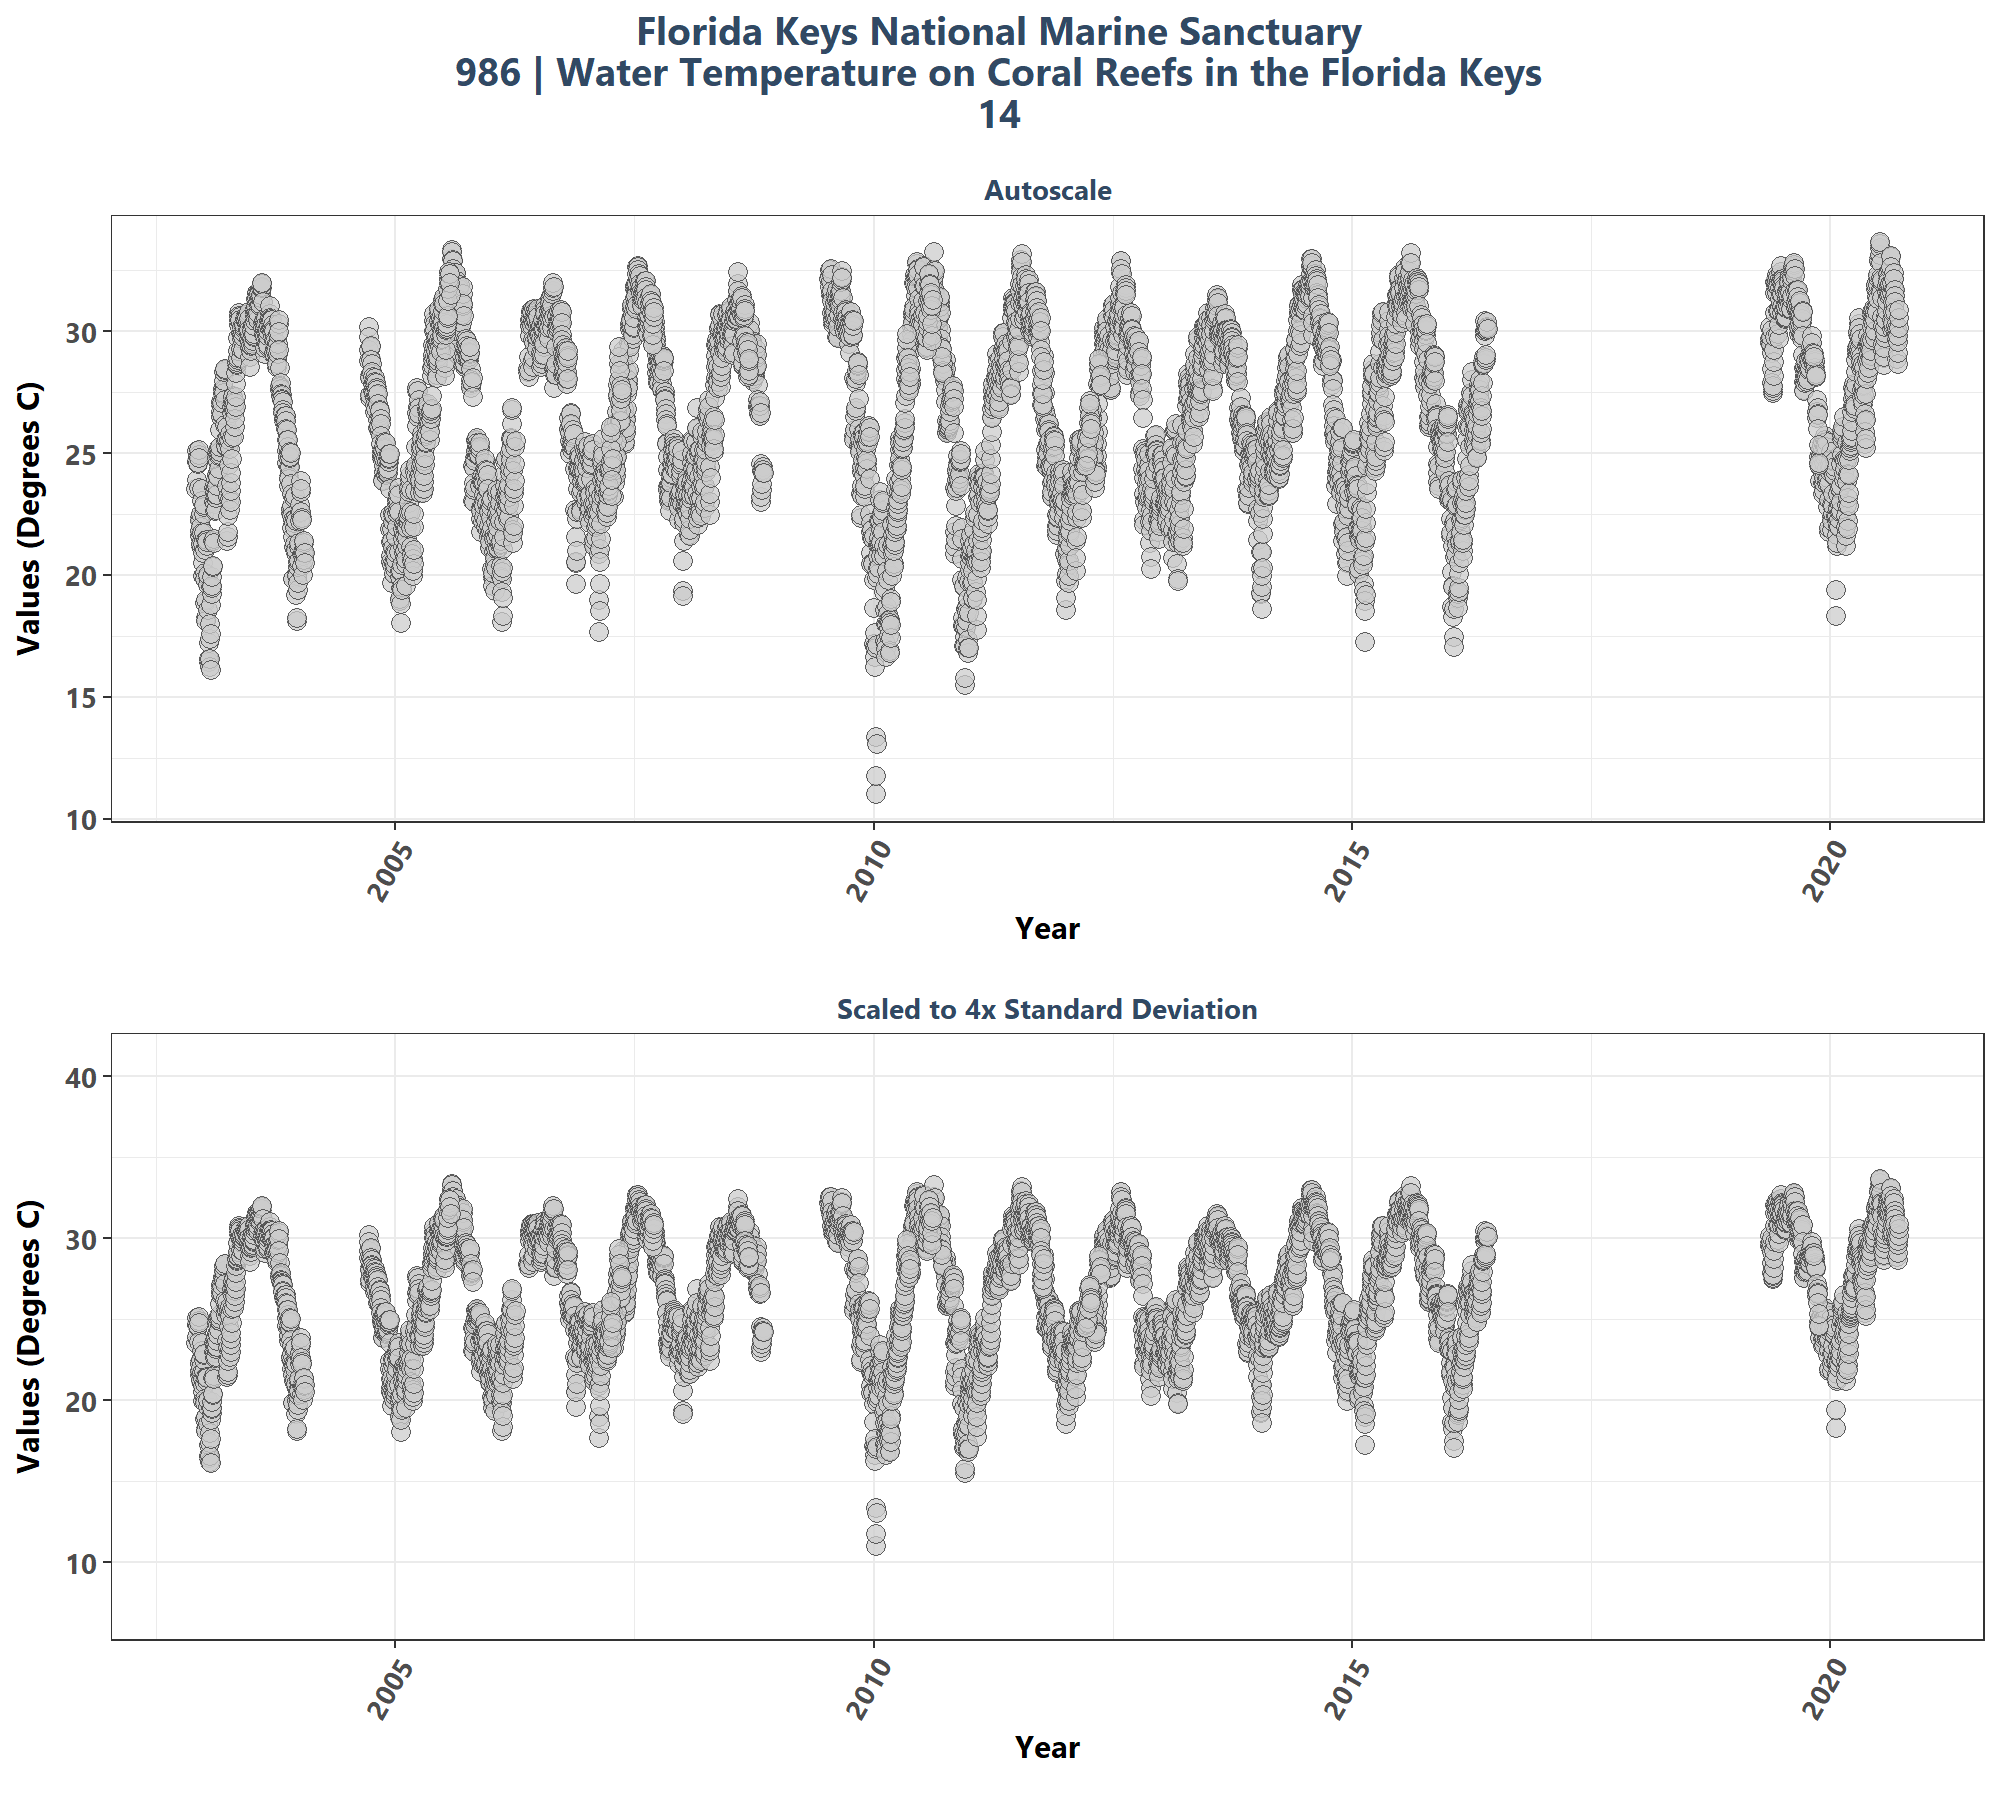 Florida Keys National Marine Sanctuary
986 | Water Temperature on Coral Reefs in the Florida Keys
14
Autoscale
Values (Degrees C)
30
25
20
15
10
2005
2010
2015
2020
Year
Scaled to 4x Standard Deviation
Values (Degrees C)
40
30
20
10
2005
2010
2015
2020
Year